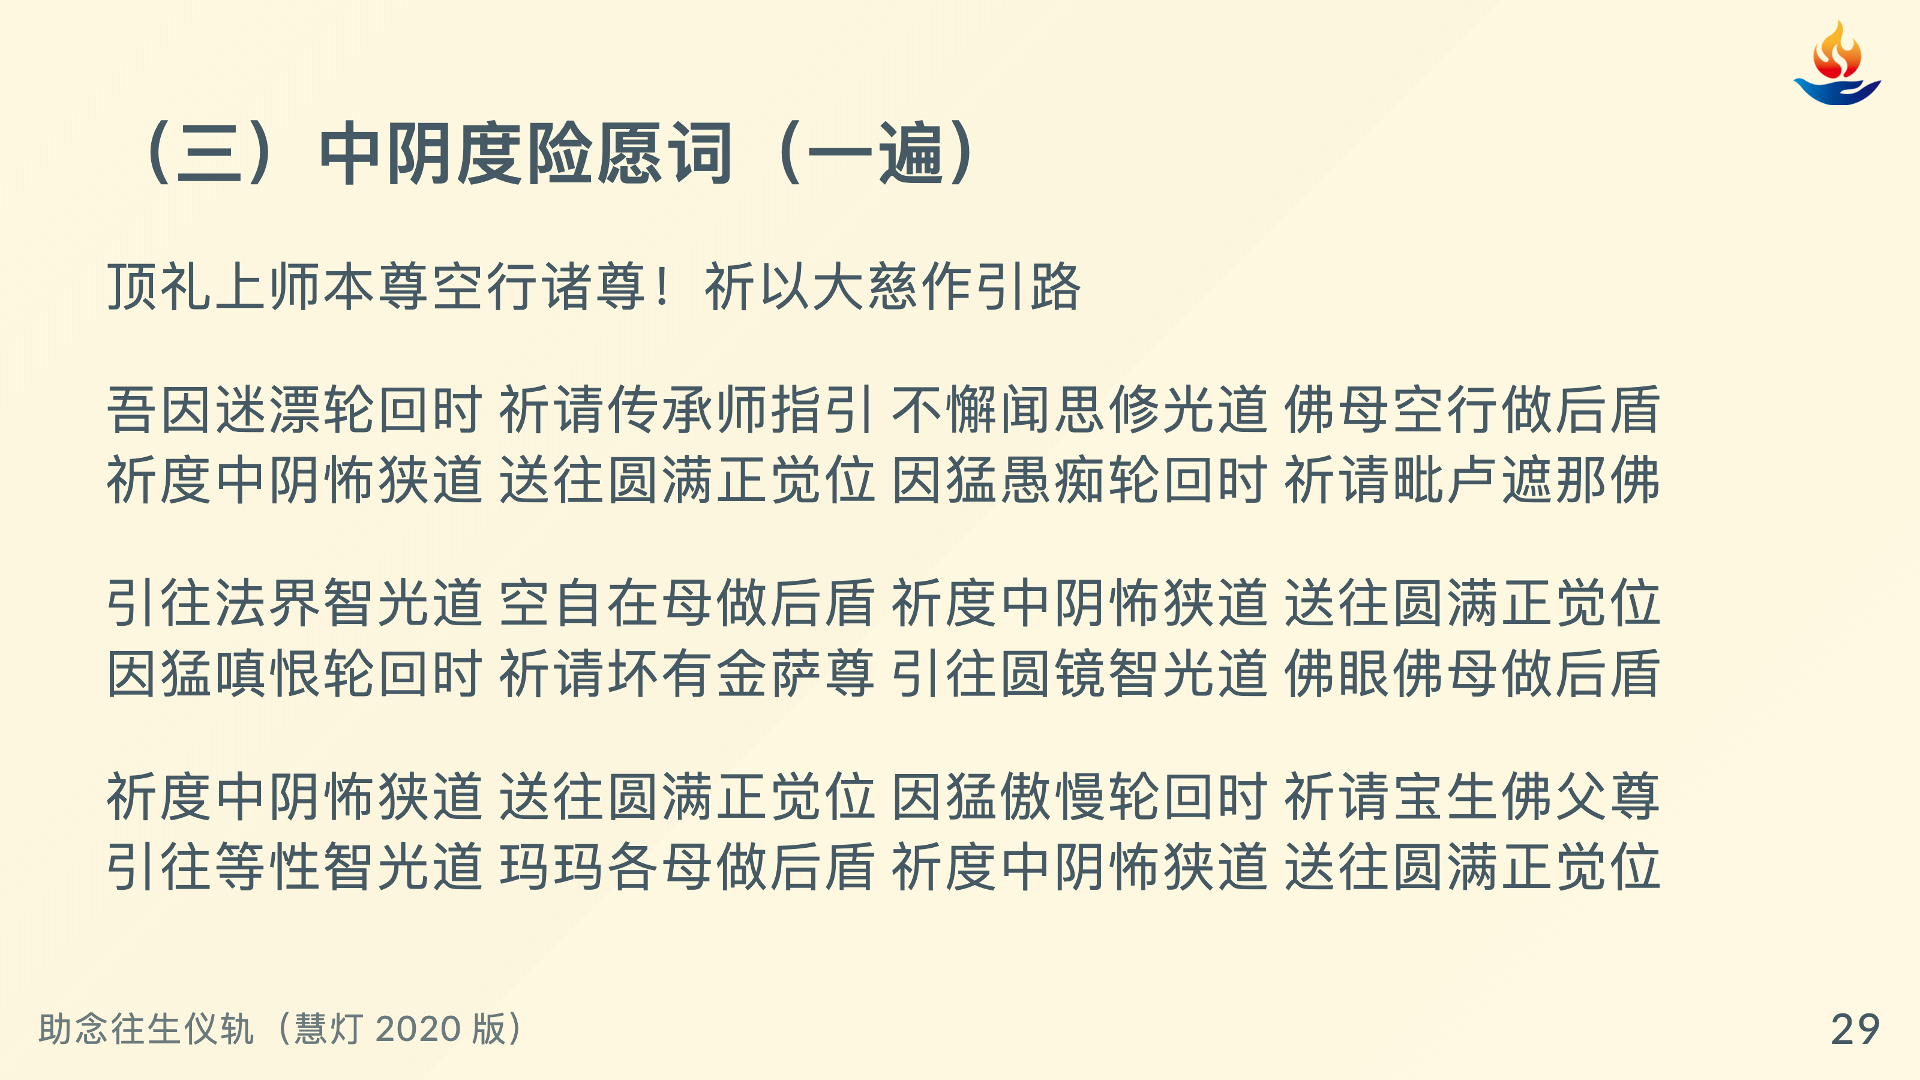 （三）中阴度险愿词（一遍）
顶礼上师本尊空行诸尊！祈以大慈作引路
吾因迷漂轮回时 祈请传承师指引 不懈闻思修光道 佛母空行做后盾
祈度中阴怖狭道 送往圆满正觉位 因猛愚痴轮回时 祈请毗卢遮那佛
引往法界智光道 空自在母做后盾 祈度中阴怖狭道 送往圆满正觉位
因猛嗔恨轮回时 祈请坏有金萨尊 引往圆镜智光道 佛眼佛母做后盾
祈度中阴怖狭道 送往圆满正觉位 因猛傲慢轮回时 祈请宝生佛父尊
引往等性智光道 玛玛各母做后盾 祈度中阴怖狭道 送往圆满正觉位
助念往生仪轨（慧灯 2020 版）
29